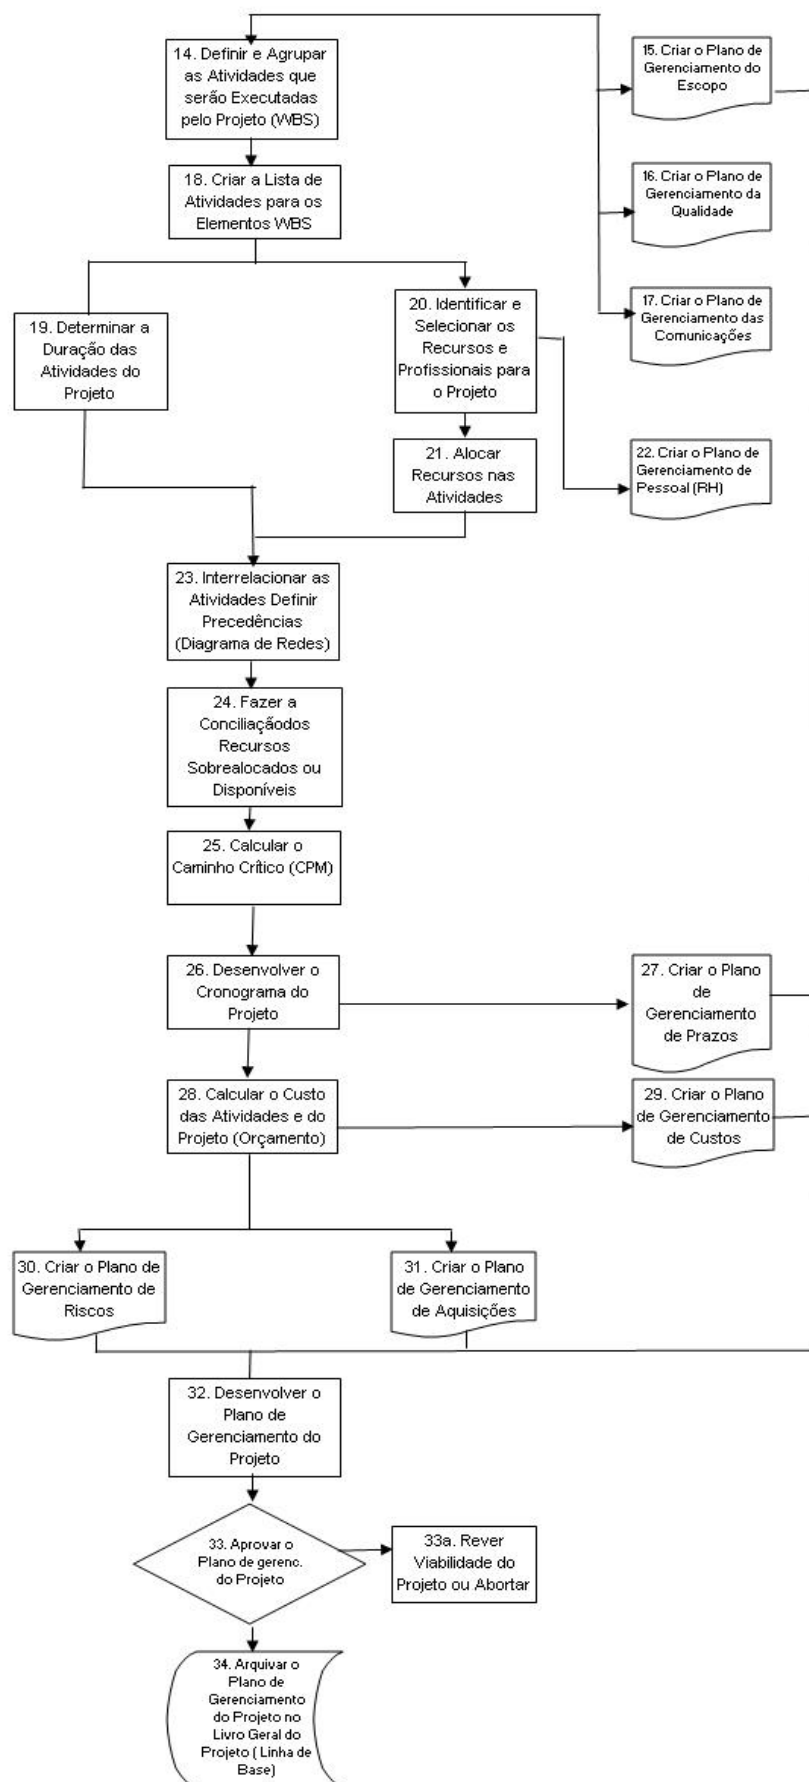 14. Definir e Agrupar
as Atividades que
serão Executadas
pelo Projeto (WBS)
15. Criar o Plano de
Gerenciamento do
Escopo
16. Criar o Plano de
Gerenciamento da
Qualidade
17. Criar o Plano de
Gerenciamento das
Comunicações
18. Criar a Lista de
Atividades para os
Elementos WBS
19. Determinar a
Duração das
Atividades do
Projeto
20. Identificar e
Selecionar os
Recursos e
Profissionais para
o Projeto
21. Alocar
Recursos nas
Atividades
22. Criar o Plano de
Gerenciamento de
Pessoal (RH)
23. Interrelacionar as
Atividades Definir
Precedências
(Diagrama de Redes)
24. Fazer a
Conciliaçãodos
Recursos
Sobrealocados ou
Disponíveis
25. Calcular o
Caminho Crítico (CPM)
26. Desenvolver o
Cronograma do
Projeto
27. Criar o Plano
de
Gerenciamento
de Prazos
28. Calcular o Custo
das Atividades e do
Projeto (Orçamento)
29. Criar o Plano
de Gerenciamento
de Custos
30. Criar o Plano de
Gerenciamento de
Riscos
31. Criar o Plano
de Gerenciamento
de Aquisições
32. Desenvolver o
Plano de
Gerenciamento do
Projeto
33. Aprovar o
Plano de gerenc.
do Projeto
33a. Rever
Viabilidade do
Projeto ou Abortar
34. Arquivar o
Plano de
Gerenciamento
do Projeto no
Livro Geral do
Projeto ( Linha de
Base)